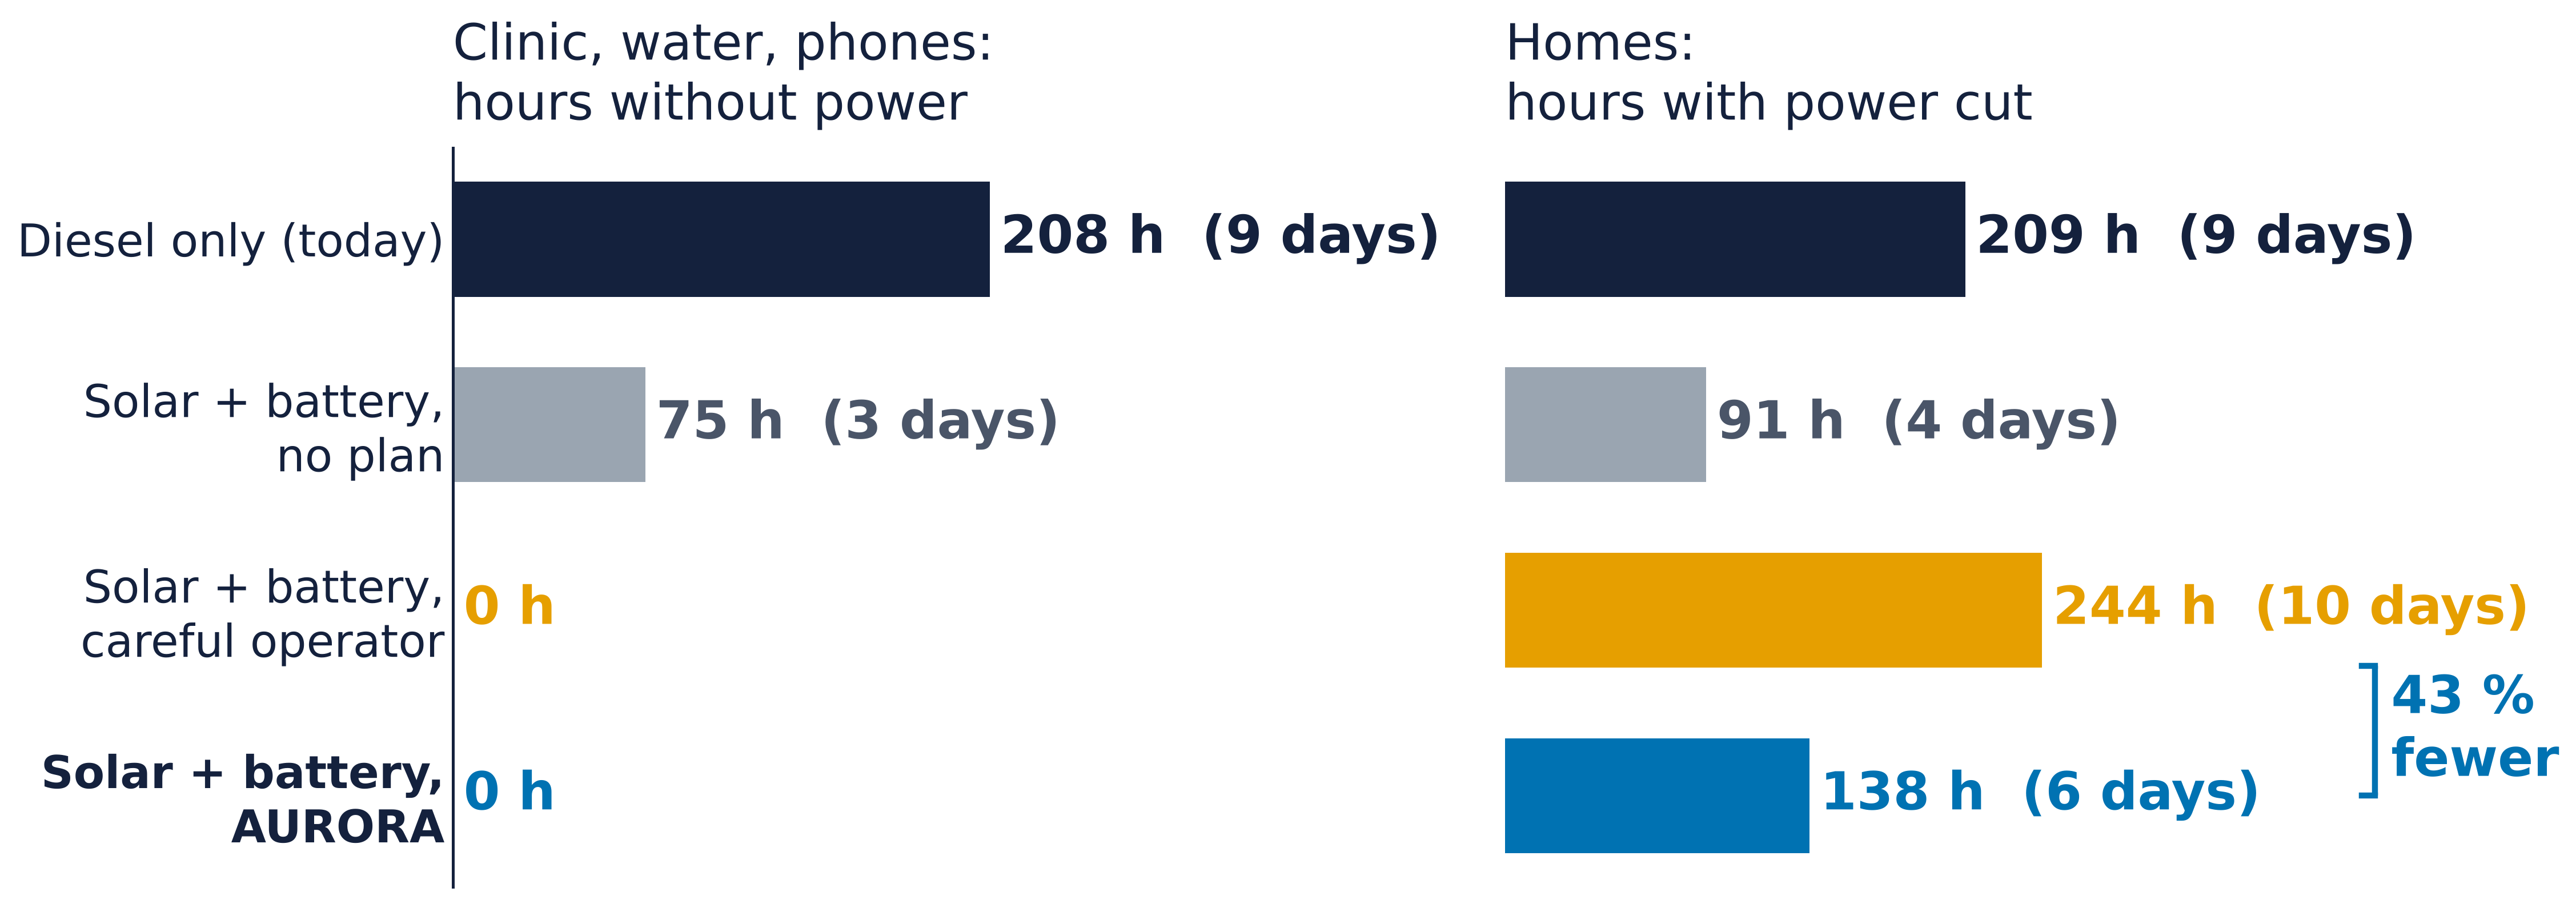 Clinic, water, phones:
hours without power
Homes:
hours with power cut
Diesel only (today)
208 h  (9 days)
209 h  (9 days)
Solar + battery,
no plan
75 h  (3 days)
91 h  (4 days)
Solar + battery,
careful operator
0 h
244 h  (10 days)
43 %
fewer
Solar + battery,
AURORA
0 h
138 h  (6 days)